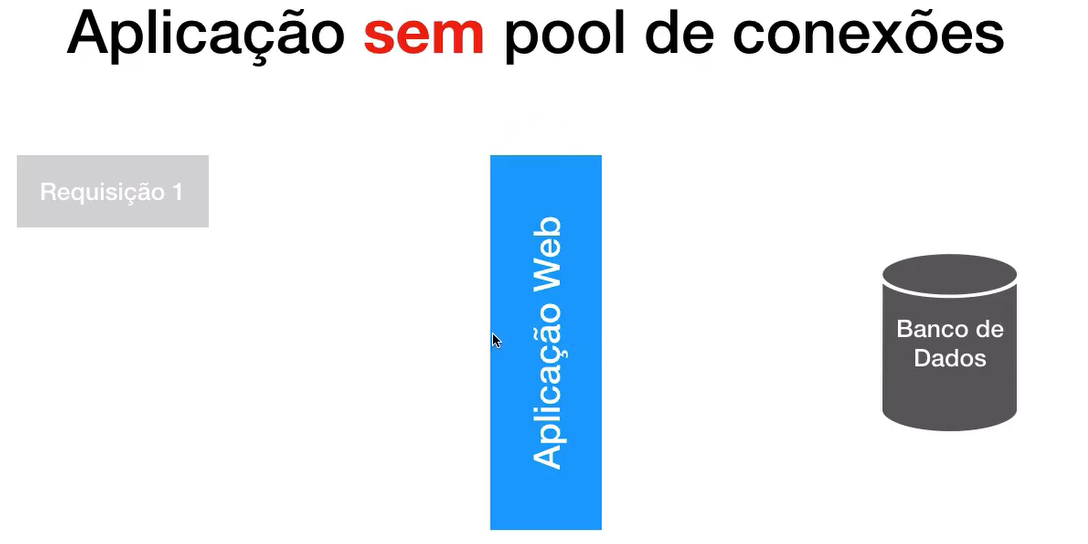 Aplicação sem pool de conexões
Requisição 1
Aplicação Web
Banco de
Dados